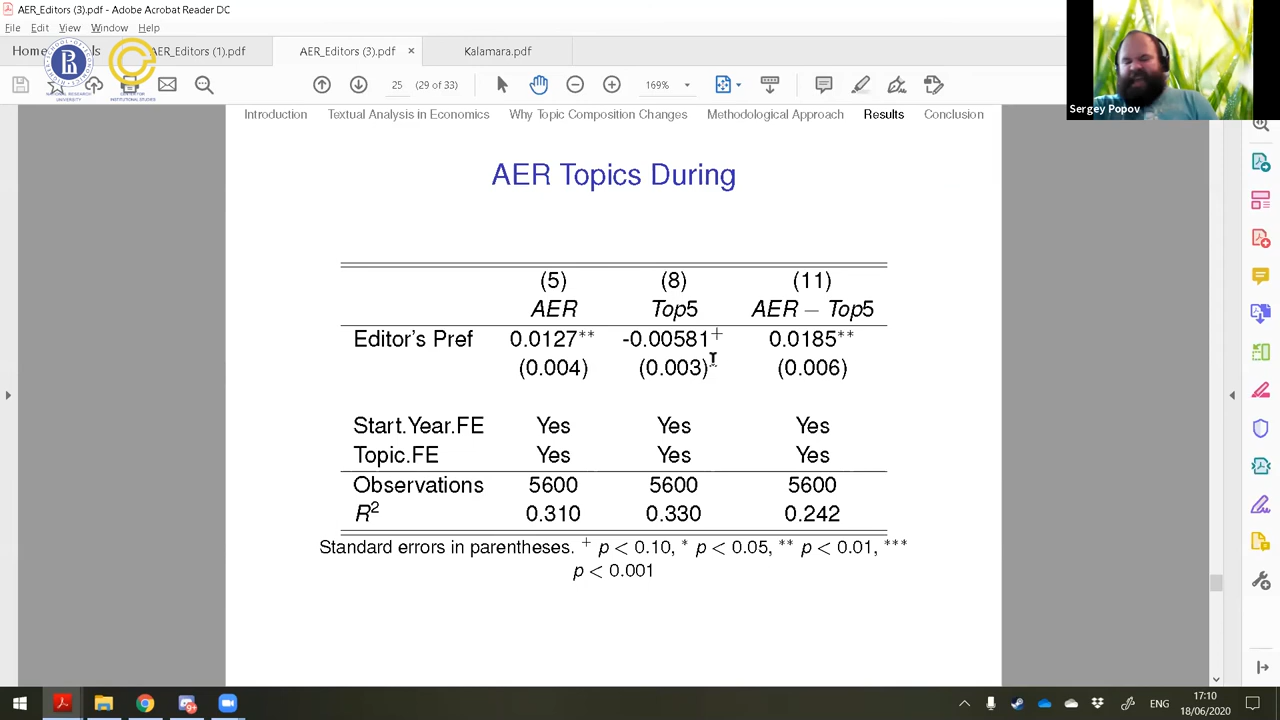 AER_Editors (3).pdf - Adobe Acrobat Reader DC
File Edit View Window Help
AER_Editors (1).pdf AER_Editors (3).pdf × Kalamara.pdf
25 (29 of 33) 169%
Sergey Popov
Introduction Textual Analysis in Economics Why Topic Composition Changes Methodological Approach Results Conclusion
AER Topics During
(5) (8) (11)
AER Top5 AER − Top5
Editor's Pref 0.0127** -0.00581+ 0.0185**
(0.004) (0.003) (0.006)
Start.Year.FE Yes Yes Yes
Topic.FE Yes Yes Yes
Observations 5600 5600 5600
R² 0.310 0.330 0.242
Standard errors in parentheses. + p < 0.10, * p < 0.05, ** p < 0.01, ***
p < 0.001
ENG 17:10
18/06/2020